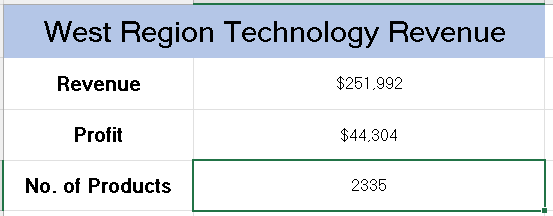 West Region Technology Revenue
Revenue $251,992
Profit $44,304
No. of Products 2335